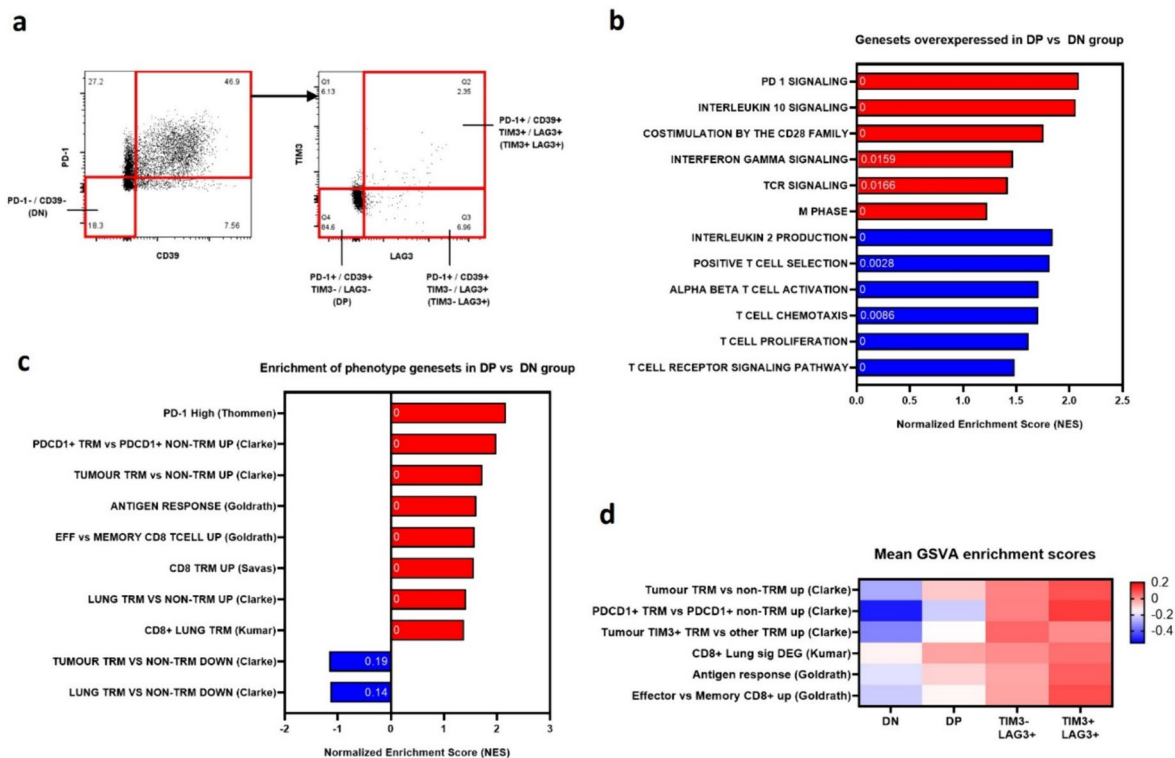 a
27.2
46.9
PD-1
PD-1- / CD39-
(DN)
18.3
7.56
CD39
Q1
6.13
Q2
2.35
TIM3
PD-1+ / CD39+
TIM3+ / LAG3+
(TIM3+ LAG3+)
Q4
84.6
Q3
6.96
LAG3
PD-1+ / CD39+
TIM3- / LAG3-
(DP)
PD-1+ / CD39+
TIM3- / LAG3+
(TIM3- LAG3+)
b
Genesets overexperessed in DP vs DN group
PD 1 SIGNALING
0
INTERLEUKIN 10 SIGNALING
0
COSTIMULATION BY THE CD28 FAMILY
0
INTERFERON GAMMA SIGNALING
0.0159
TCR SIGNALING
0.0166
M PHASE
0
INTERLEUKIN 2 PRODUCTION
0
POSITIVE T CELL SELECTION
0.0028
ALPHA BETA T CELL ACTIVATION
0
T CELL CHEMOTAXIS
0.0086
T CELL PROLIFERATION
0
T CELL RECEPTOR SIGNALING PATHWAY
0
0.0 0.5 1.0 1.5 2.0 2.5
Normalized Enrichment Score (NES)
c
Enrichment of phenotype genesets in DP vs DN group
PD-1 High (Thommen)
0
PDCD1+ TRM vs PDCD1+ NON-TRM UP (Clarke)
0
TUMOUR TRM vs NON-TRM UP (Clarke)
0
ANTIGEN RESPONSE (Goldrath)
0
EFF vs MEMORY CD8 TCELL UP (Goldrath)
0
CD8 TRM UP (Savas)
0
LUNG TRM VS NON-TRM UP (Clarke)
0
CD8+ LUNG TRM (Kumar)
0
TUMOUR TRM VS NON-TRM DOWN (Clarke)
0.19
LUNG TRM VS NON-TRM DOWN (Clarke)
0.14
-2 -1 0 1 2 3
Normalized Enrichment Score (NES)
d
Mean GSVA enrichment scores
Tumour TRM vs non-TRM up (Clarke)
PDCD1+ TRM vs PDCD1+ non-TRM up (Clarke)
Tumour TIM3+ TRM vs other TRM up (Clarke)
CD8+ Lung sig DEG (Kumar)
Antigen response (Goldrath)
Effector vs Memory CD8+ up (Goldrath)
0.2
0
-0.2
-0.4
DN DP TIM3- TIM3+
LAG3+ LAG3+